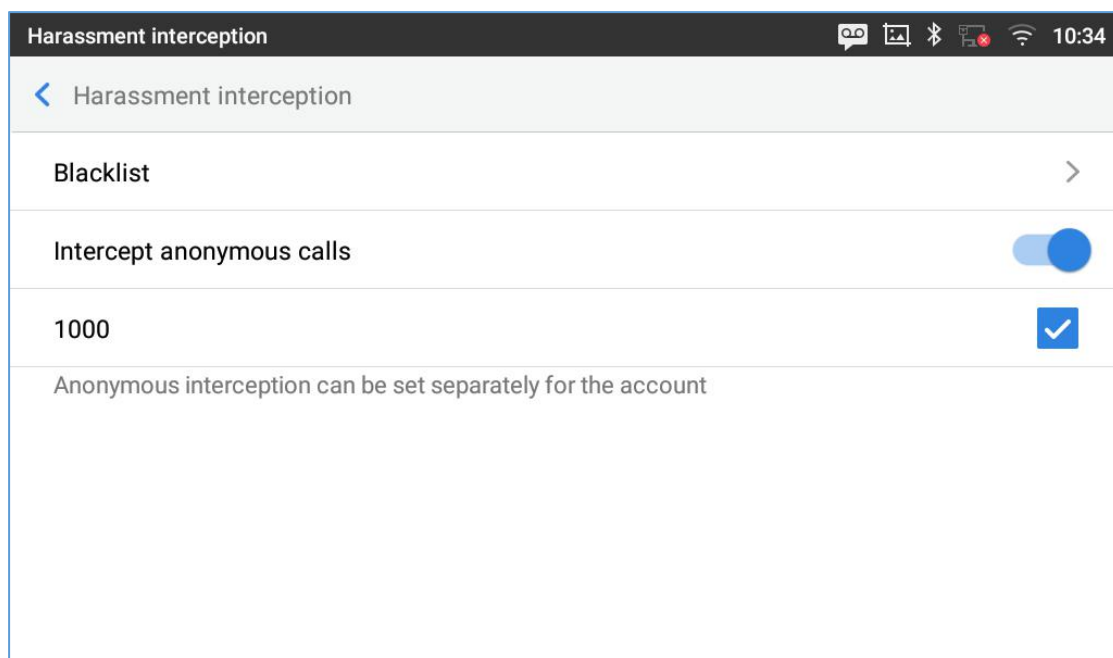 Harassment interception 10:34
Harassment interception
Blacklist
Intercept anonymous calls
1000
Anonymous interception can be set separately for the account